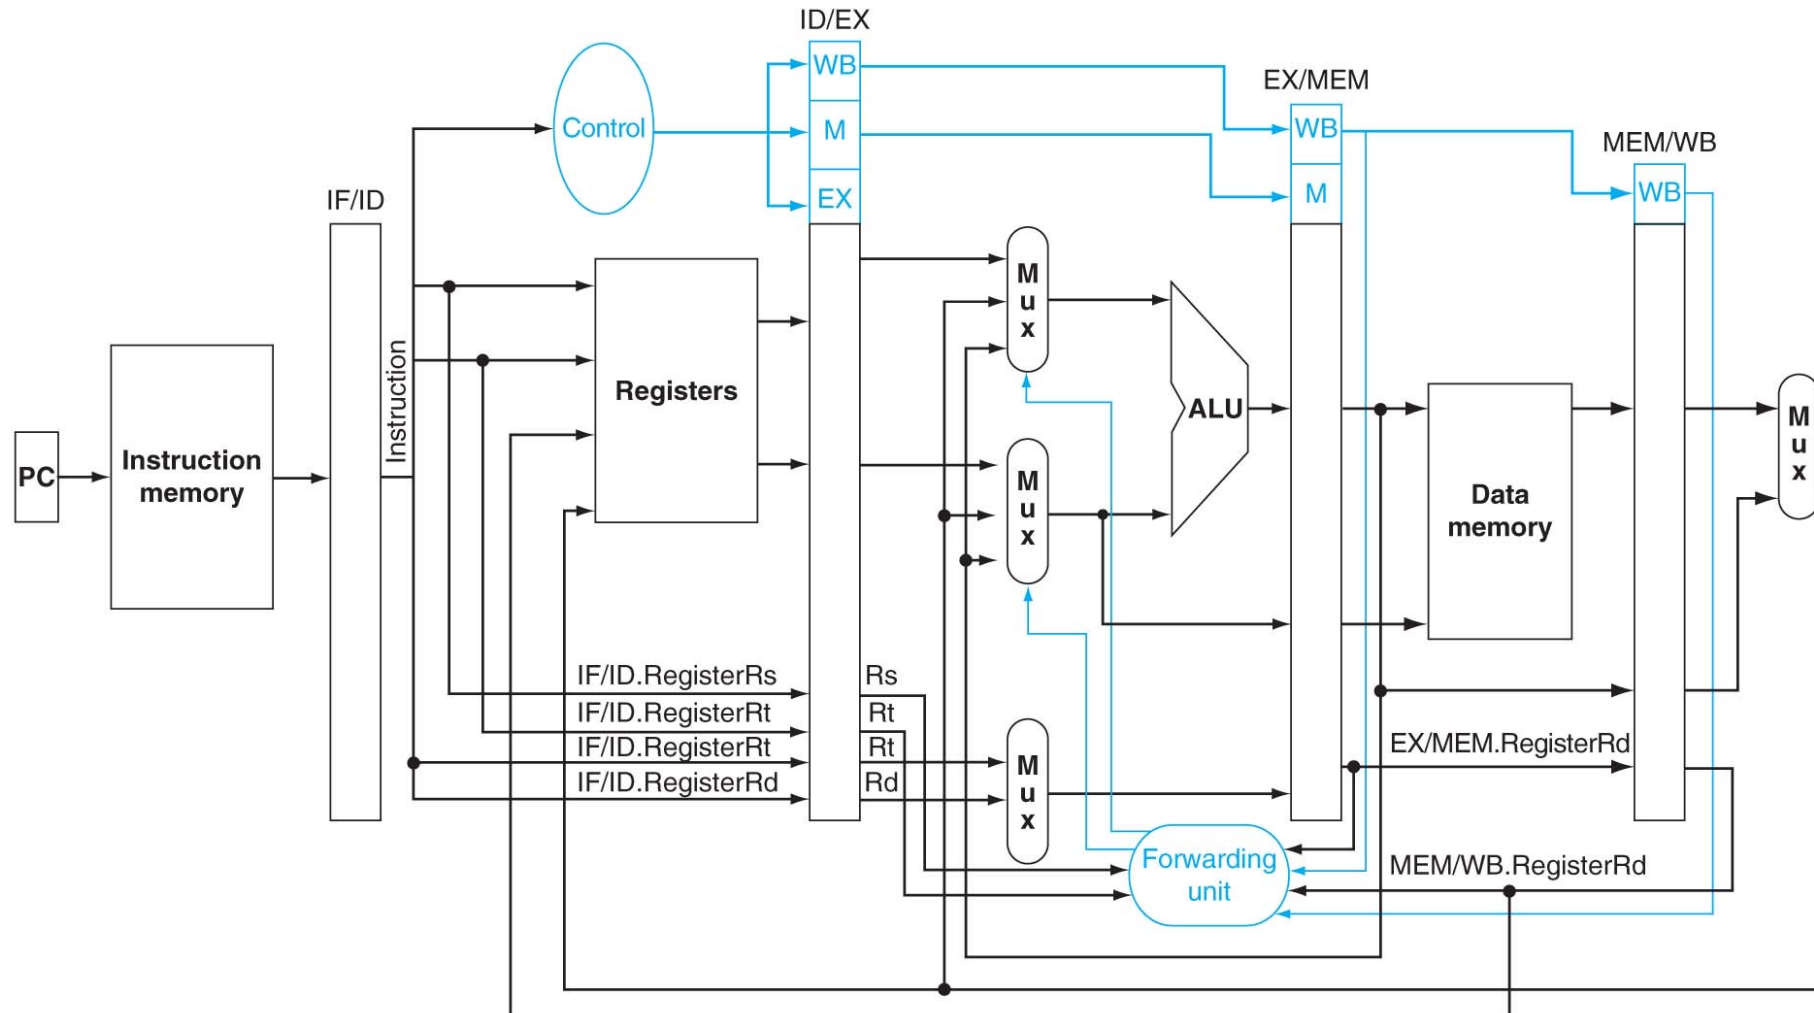 ID/EX
WB
EX/MEM
Control
M
WB
MEM/WB
EX
M
WB
IF/ID
M
u
x
Instruction
Registers
ALU
M
u
x
PC
Instruction
memory
M
u
x
Data
memory
IF/ID.RegisterRs
Rs
IF/ID.RegisterRt
Rt
IF/ID.RegisterRt
Rt
IF/ID.RegisterRd
Rd
M
u
x
EX/MEM.RegisterRd
Forwarding
unit
MEM/WB.RegisterRd